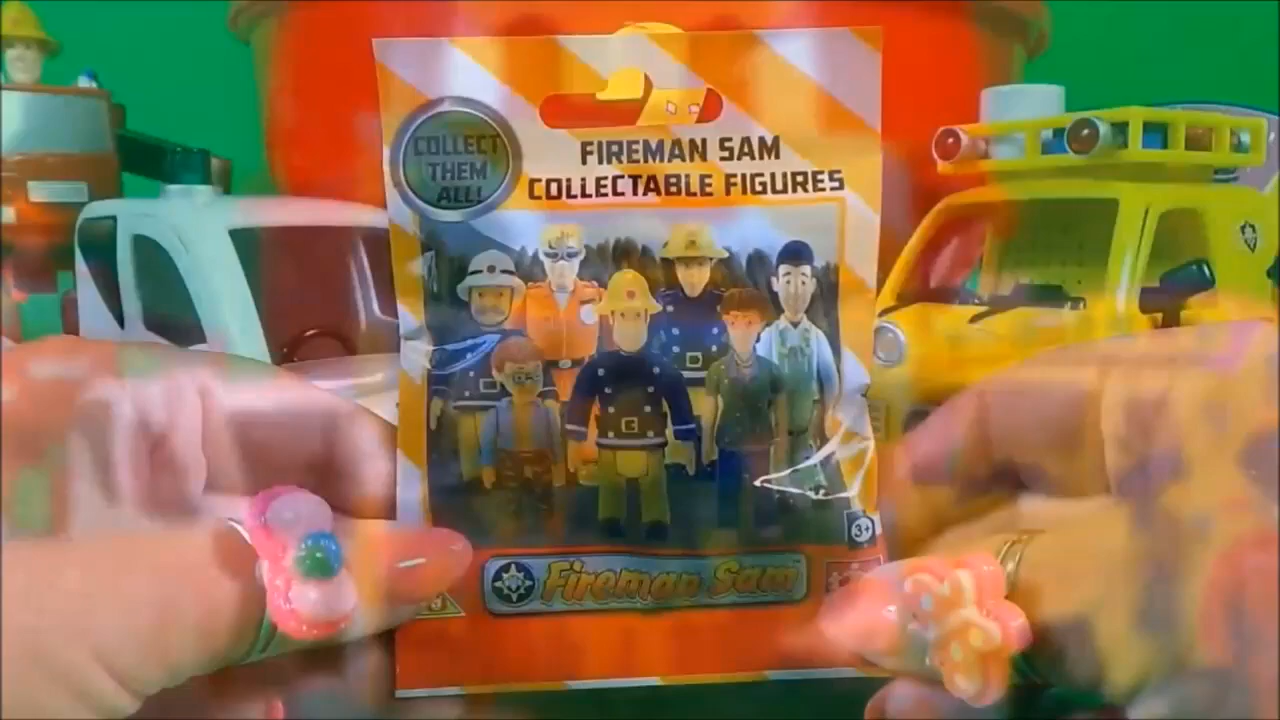 COLLECT
THEM
ALL!
FIREMAN SAM
COLLECTABLE FIGURES
3+
Fireman Sam